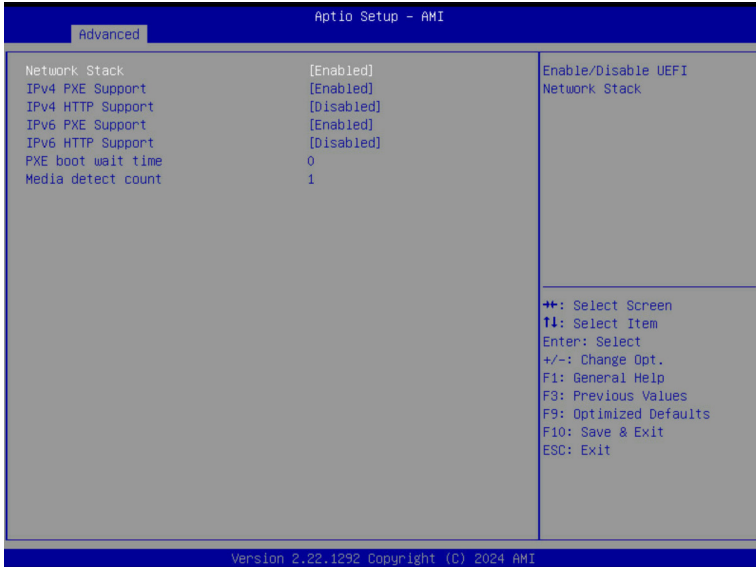 Aptio Setup – AMI
Advanced
Network Stack [Enabled]
IPv4 PXE Support [Enabled]
IPv4 HTTP Support [Disabled]
IPv6 PXE Support [Enabled]
IPv6 HTTP Support [Disabled]
PXE boot wait time 0
Media detect count 1
Enable/Disable UEFI
Network Stack
→←: Select Screen
↑↓: Select Item
Enter: Select
+/-: Change Opt.
F1: General Help
F3: Previous Values
F9: Optimized Defaults
F10: Save & Exit
ESC: Exit
Version 2.22.1292 Copyright (C) 2024 AMI